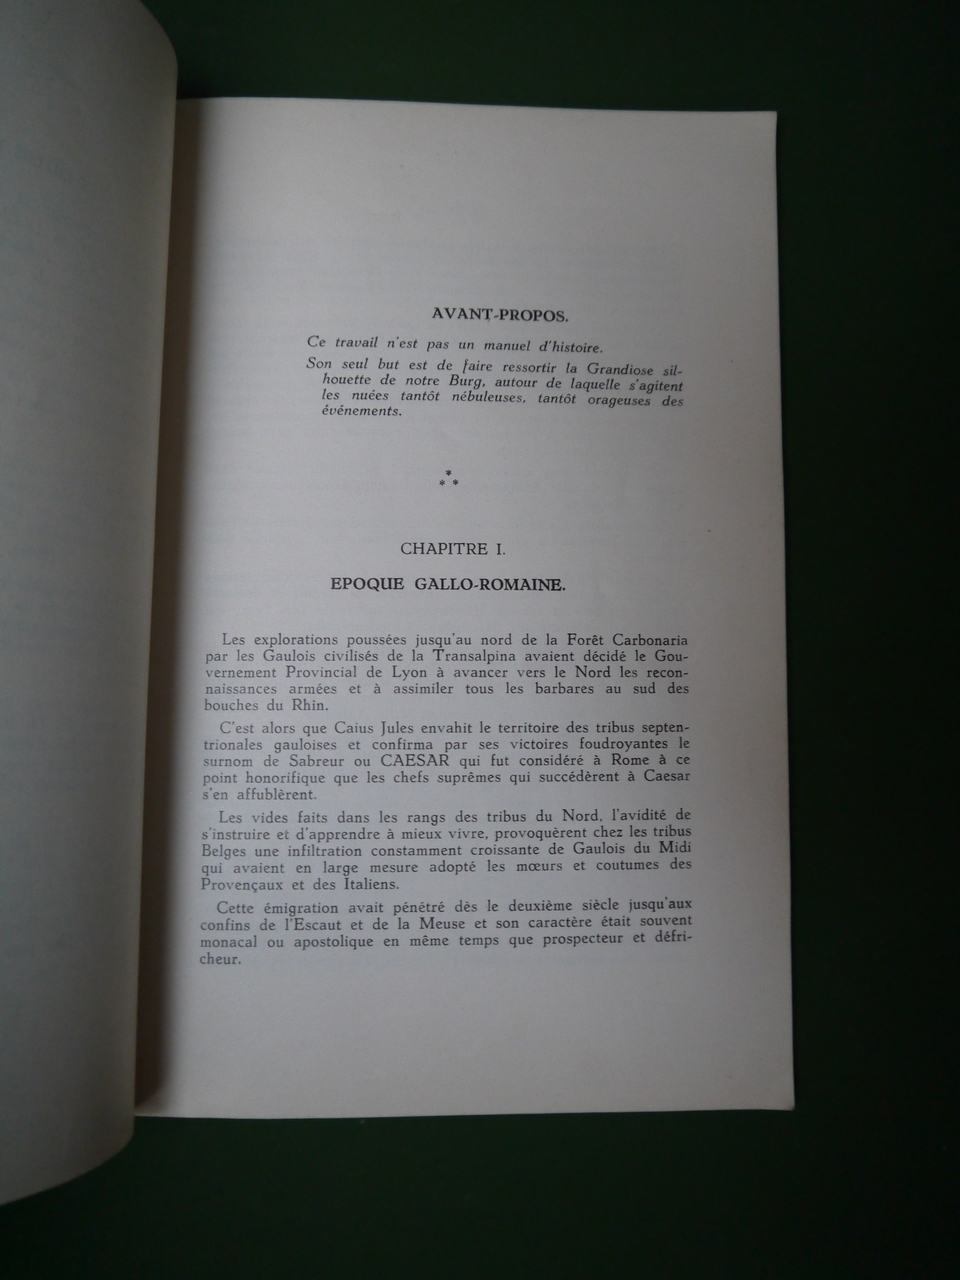 AVANT-PROPOS.
Ce travail n'est pas un manuel d'histoire.
Son seul but est de faire ressortir la Grandiose sil-
houette de notre Burg, autour de laquelle s'agitent
les nuées tantôt nébuleuses, tantôt orageuses des
événements.
*
* *
CHAPITRE I.
EPOQUE GALLO-ROMAINE.
Les explorations poussées jusqu'au nord de la Forêt Carbonaria
par les Gaulois civilisés de la Transalpina avaient décidé le Gou-
vernement Provincial de Lyon à avancer vers le Nord les recon-
naissances armées et à assimiler tous les barbares au sud des
bouches du Rhin.
C'est alors que Caius Jules envahit le territoire des tribus septen-
trionales gauloises et confirma par ses victoires foudroyantes le
surnom de Sabreur ou CAESAR qui fut considéré à Rome à ce
point honorifique que les chefs suprêmes qui succédèrent à Caesar
s'en affublèrent.
Les vides faits dans les rangs des tribus du Nord, l'avidité de
s'instruire et d'apprendre à mieux vivre, provoquèrent chez les tribus
Belges une infiltration constamment croissante de Gaulois du Midi
qui avaient en large mesure adopté les mœurs et coutumes des
Provençaux et des Italiens.
Cette émigration avait pénétré dès le deuxième siècle jusqu'aux
confins de l'Escaut et de la Meuse et son caractère était souvent
monacal ou apostolique en même temps que prospecteur et défri-
cheur.